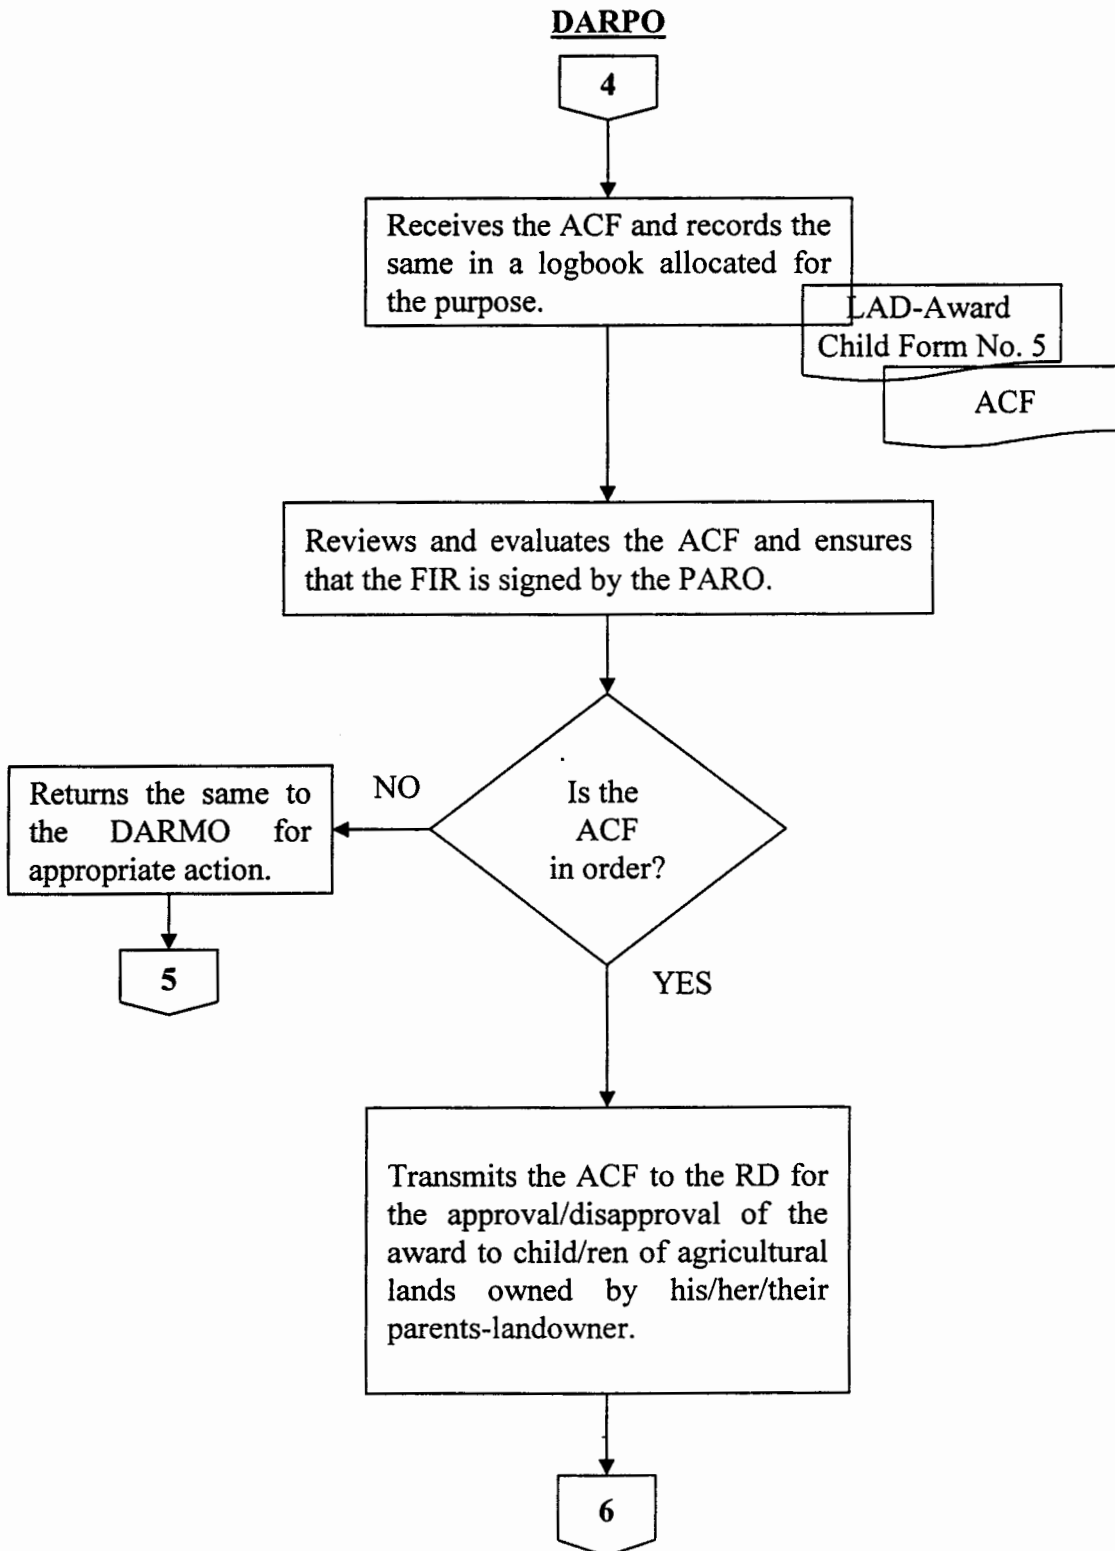 DARPO
4
Receives the ACF and records the
same in a logbook allocated for
the purpose.
LAD-Award
Child Form No. 5
ACF
Reviews and evaluates the ACF and ensures
that the FIR is signed by the PARO.
Is the
ACF
in order?
NO
Returns the same to
the DARMO for
appropriate action.
5
YES
Transmits the ACF to the RD for
the approval/disapproval of the
award to child/ren of agricultural
lands owned by his/her/their
parents-landowner.
6